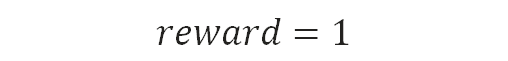 reward = 1